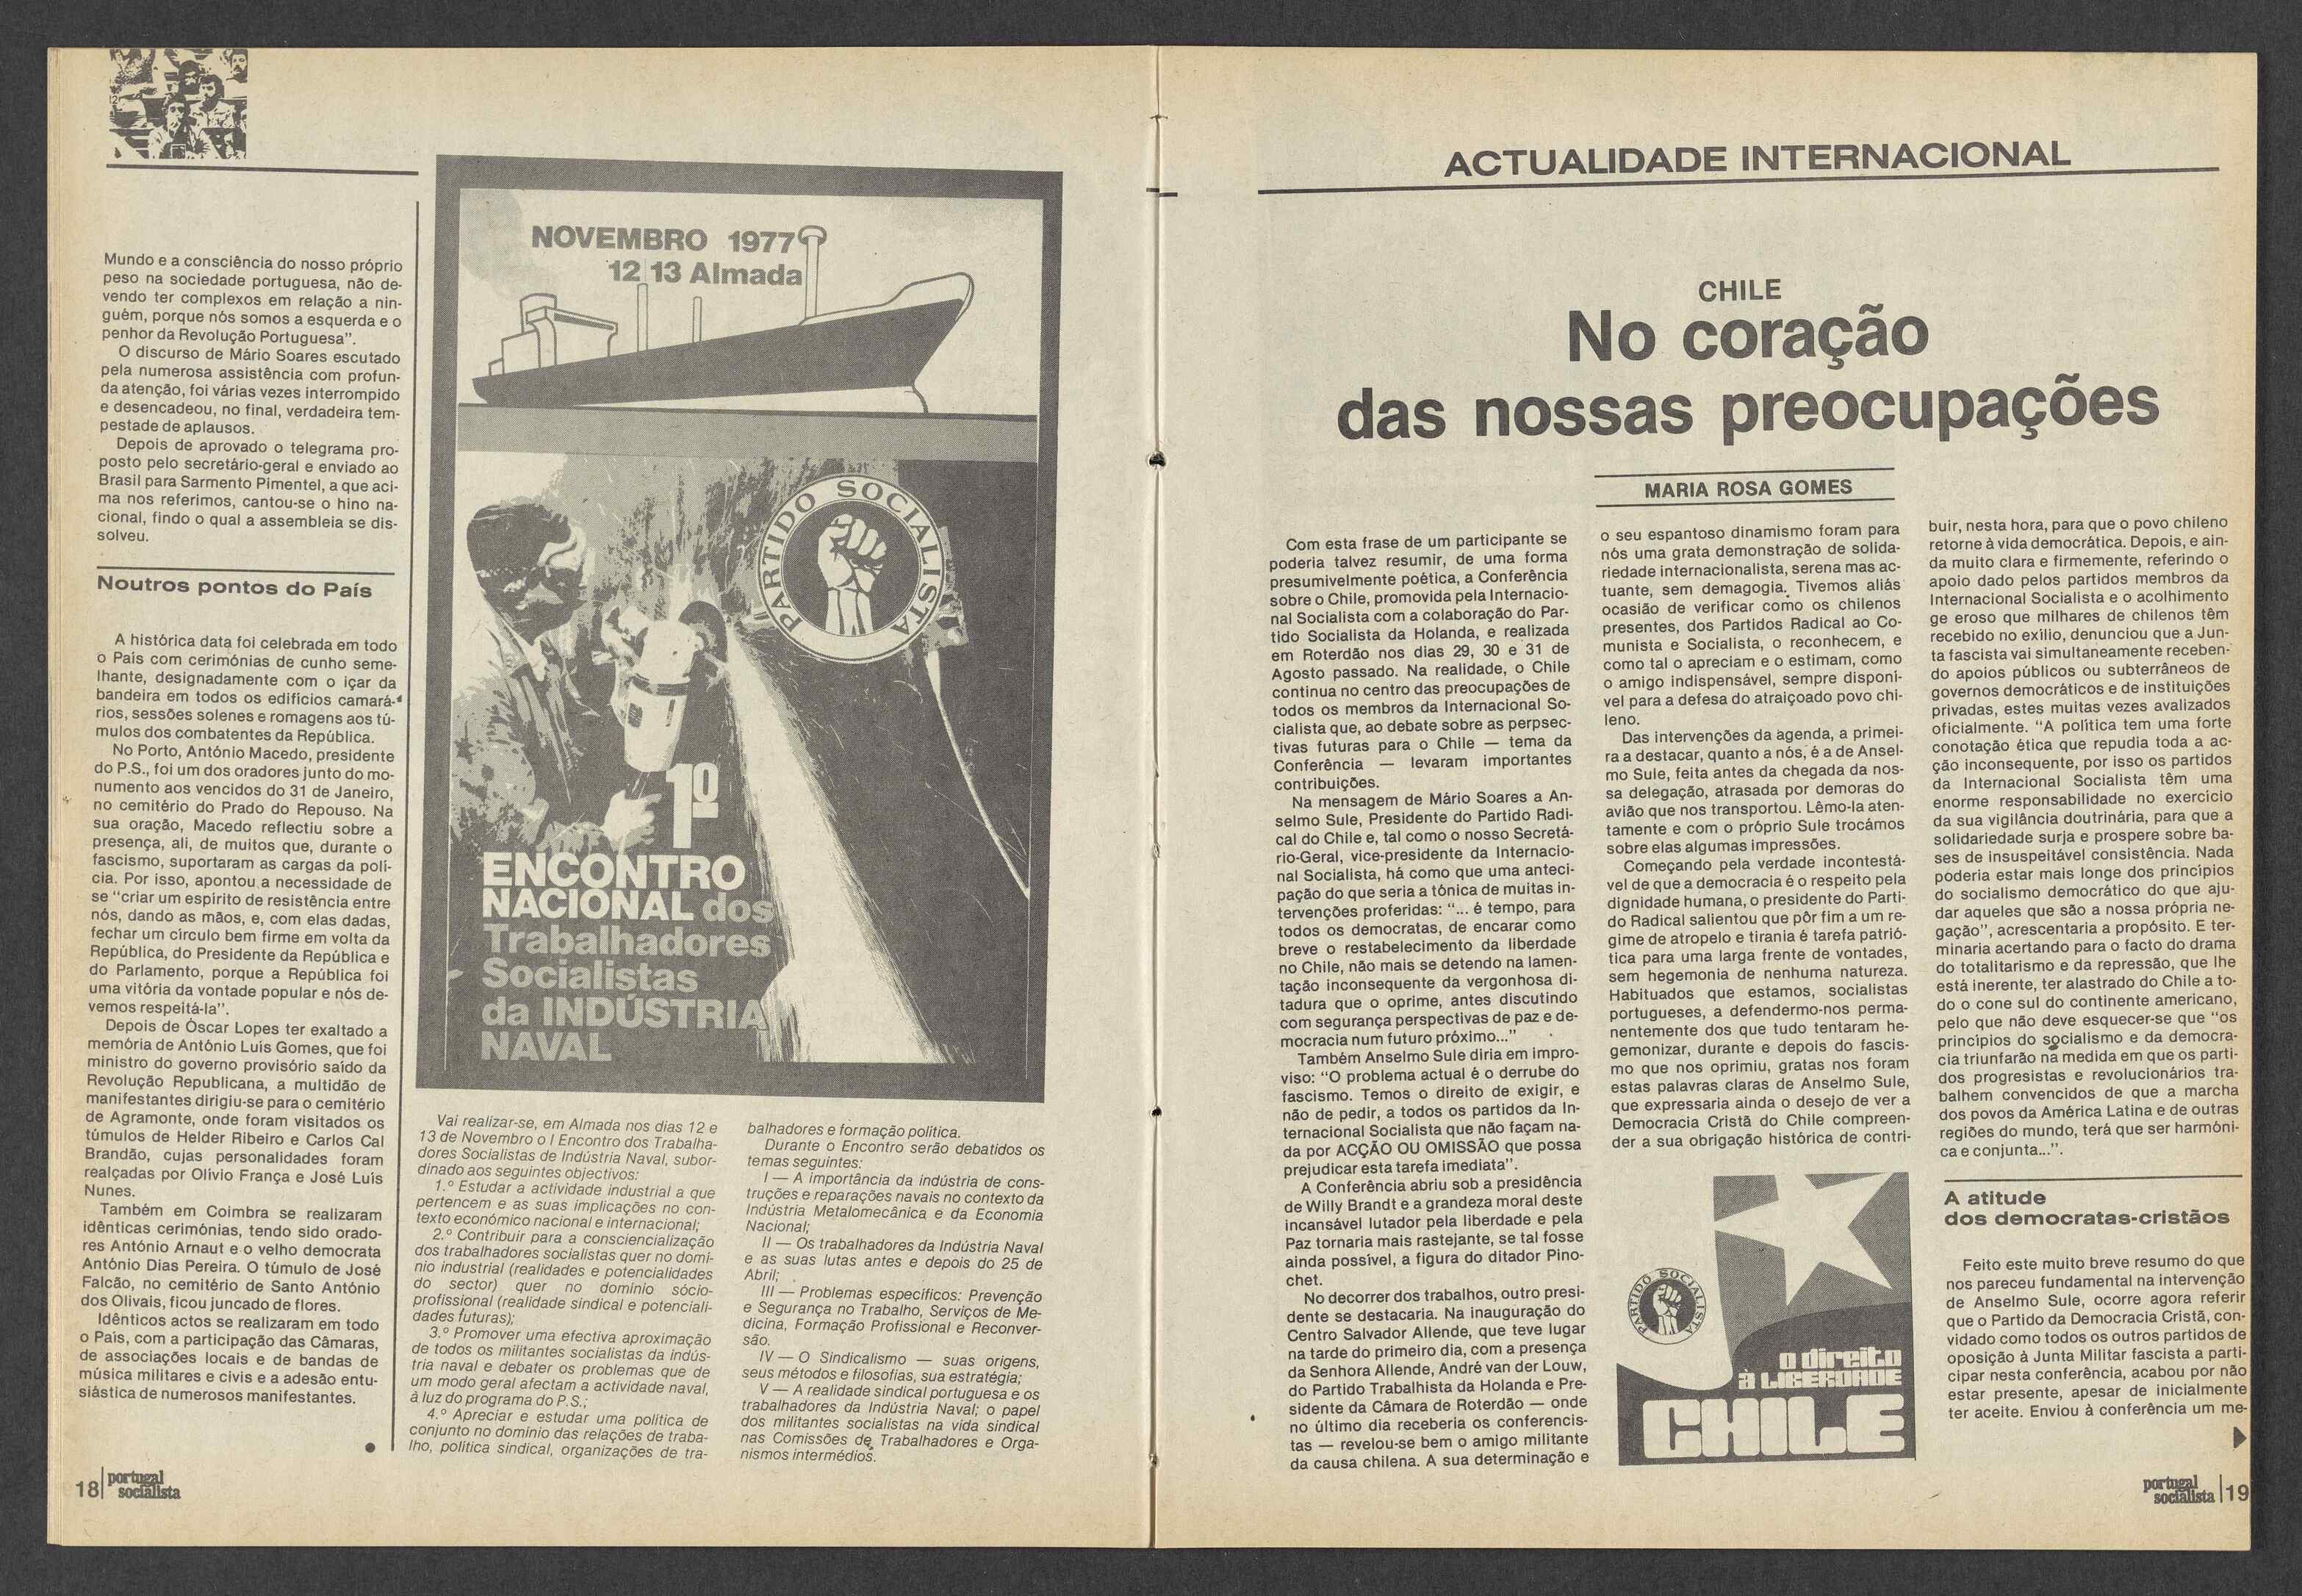 Mundo e a consciência do nosso próprio
peso na sociedade portuguesa, não de-
vendo ter complexos em relação a nin-
guém, porque nós somos a esquerda e o
penhor da Revolução Portuguesa".
O discurso de Mário Soares escutado
pela numerosa assistência com profun-
da atenção, foi várias vezes interrompido
e desencadeou, no final, verdadeira tem-
pestade de aplausos.
Depois de aprovado o telegrama pro-
posto pelo secretário-geral e enviado ao
Brasil para Sarmento Pimentel, a que aci-
ma nos referimos, cantou-se o hino na-
cional, findo o qual a assembleia se dis-
solveu.
Noutros pontos do País
A histórica data foi celebrada em todo
o País com cerimónias de cunho seme-
lhante, designadamente com o içar da
bandeira em todos os edifícios camará-
rios, sessões solenes e romagens aos tú-
mulos dos combatentes da República.
No Porto, António Macedo, presidente
do P.S., foi um dos oradores junto do mo-
numento aos vencidos do 31 de Janeiro,
no cemitério do Prado do Repouso. Na
sua oração, Macedo reflectiu sobre a
presença, ali, de muitos que, durante o
fascismo, suportaram as cargas da polí-
cia. Por isso, apontou a necessidade de
se "criar um espírito de resistência entre
nós, dando as mãos, e, com elas dadas,
fechar um círculo bem firme em volta da
República, do Presidente da República e
do Parlamento, porque a República foi
uma vitória da vontade popular e nós de-
vemos respeitá-la".
Depois de Óscar Lopes ter exaltado a
memória de António Luís Gomes, que foi
ministro do governo provisório saído da
Revolução Republicana, a multidão de
manifestantes dirigiu-se para o cemitério
de Agramonte, onde foram visitados os
túmulos de Helder Ribeiro e Carlos Cal
Brandão, cujas personalidades foram
realçadas por Olívio França e José Luís
Nunes.
Também em Coimbra se realizaram
idênticas cerimónias, tendo sido orado-
res António Arnaut e o velho democrata
António Dias Pereira. O túmulo de José
Falcão, no cemitério de Santo António
dos Olivais, ficou juncado de flores.
Idênticos actos se realizaram em todo
o País, com a participação das Câmaras,
de associações locais e de bandas de
música militares e civis e a adesão entu-
siástica de numerosos manifestantes.
18 portugal
socialista
NOVEMBRO 1977
12 13 Almada
PARTIDO SOCIALISTA
1º
ENCONTRO
NACIONAL dos
Trabalhadores
Socialistas
da INDÚSTRIA
NAVAL
Vai realizar-se, em Almada nos dias 12 e
13 de Novembro o I Encontro dos Trabalha-
dores Socialistas de Indústria Naval, subor-
dinado aos seguintes objectivos:
1.º Estudar a actividade industrial a que
pertencem e as suas implicações no con-
texto económico nacional e internacional;
2.º Contribuir para a consciencialização
dos trabalhadores socialistas quer no domí-
nio industrial (realidades e potencialidades
do sector) quer no domínio sócio-
profissional (realidade sindical e potenciali-
dades futuras);
3.º Promover uma efectiva aproximação
de todos os militantes socialistas da indús-
tria naval e debater os problemas que de
um modo geral afectam a actividade naval,
à luz do programa do P.S.;
4.º Apreciar e estudar uma política de
conjunto no domínio das relações de traba-
lho, política sindical, organizações de tra-
balhadores e formação política.
Durante o Encontro serão debatidos os
temas seguintes:
I — A importância da indústria de cons-
truções e reparações navais no contexto da
Indústria Metalomecânica e da Economia
Nacional;
II — Os trabalhadores da Indústria Naval
e as suas lutas antes e depois do 25 de
Abril;
III — Problemas específicos: Prevenção
e Segurança no Trabalho, Serviços de Me-
dicina, Formação Profissional e Reconver-
são.
IV — O Sindicalismo — suas origens,
seus métodos e filosofias, sua estratégia;
V — A realidade sindical portuguesa e os
trabalhadores da Indústria Naval; o papel
dos militantes socialistas na vida sindical
nas Comissões de Trabalhadores e Orga-
nismos intermédios.
ACTUALIDADE INTERNACIONAL
CHILE
No coração
das nossas preocupações
MARIA ROSA GOMES
Com esta frase de um participante se
poderia talvez resumir, de uma forma
presumivelmente poética, a Conferência
sobre o Chile, promovida pela Internacio-
nal Socialista com a colaboração do Par-
tido Socialista da Holanda, e realizada
em Roterdão nos dias 29, 30 e 31 de
Agosto passado. Na realidade, o Chile
continua no centro das preocupações de
todos os membros da Internacional So-
cialista que, ao debate sobre as perpsec-
tivas futuras para o Chile — tema da
Conferência — levaram importantes
contribuições.
Na mensagem de Mário Soares a An-
selmo Sule, Presidente do Partido Radi-
cal do Chile e, tal como o nosso Secretá-
rio-Geral, vice-presidente da Internacio-
nal Socialista, há como que uma anteci-
pação do que seria a tónica de muitas in-
tervenções proferidas: "... é tempo, para
todos os democratas, de encarar como
breve o restabelecimento da liberdade
no Chile, não mais se detendo na lamen-
tação inconsequente da vergonhosa di-
tadura que o oprime, antes discutindo
com segurança perspectivas de paz e de-
mocracia num futuro próximo..."
Também Anselmo Sule diria em impro-
viso: "O problema actual é o derrube do
fascismo. Temos o direito de exigir, e
não de pedir, a todos os partidos da In-
ternacional Socialista que não façam na-
da por ACÇÃO OU OMISSÃO que possa
prejudicar esta tarefa imediata".
A Conferência abriu sob a presidência
de Willy Brandt e a grandeza moral deste
incansável lutador pela liberdade e pela
Paz tornaria mais rastejante, se tal fosse
ainda possível, a figura do ditador Pino-
chet.
No decorrer dos trabalhos, outro presi-
dente se destacaria. Na inauguração do
Centro Salvador Allende, que teve lugar
na tarde do primeiro dia, com a presença
da Senhora Allende, André van der Louw,
do Partido Trabalhista da Holanda e Pre-
sidente da Câmara de Roterdão — onde
no último dia receberia os conferencis-
tas — revelou-se bem o amigo militante
da causa chilena. A sua determinação e
o seu espantoso dinamismo foram para
nós uma grata demonstração de solida-
riedade internacionalista, serena mas ac-
tuante, sem demagogia. Tivemos aliás
ocasião de verificar como os chilenos
presentes, dos Partidos Radical ao Co-
munista e Socialista, o reconhecem, e
como tal o apreciam e o estimam, como
o amigo indispensável, sempre disponí-
vel para a defesa do atraiçoado povo chi-
leno.
Das intervenções da agenda, a primei-
ra a destacar, quanto a nós, é a de Ansel-
mo Sule, feita antes da chegada da nos-
sa delegação, atrasada por demoras do
avião que nos transportou. Lêmo-la aten-
tamente e com o próprio Sule trocámos
sobre elas algumas impressões.
Começando pela verdade incontestá-
vel de que a democracia é o respeito pela
dignidade humana, o presidente do Parti-
do Radical salientou que pôr fim a um re-
gime de atropelo e tirania é tarefa patrió-
tica para uma larga frente de vontades,
sem hegemonia de nenhuma natureza.
Habituados que estamos, socialistas
portugueses, a defendermo-nos perma-
nentemente dos que tudo tentaram he-
gemonizar, durante e depois do fascis-
mo que nos oprimiu, gratas nos foram
estas palavras claras de Anselmo Sule,
que expressaria ainda o desejo de ver a
Democracia Cristã do Chile compreen-
der a sua obrigação histórica de contri-
PARTIDO SOCIALISTA
o direito
à LIBERDADE
CHILE
buir, nesta hora, para que o povo chileno
retorne à vida democrática. Depois, e ain-
da muito clara e firmemente, referindo o
apoio dado pelos partidos membros da
Internacional Socialista e o acolhimento
ge eroso que milhares de chilenos têm
recebido no exílio, denunciou que a Jun-
ta fascista vai simultaneamente receben-
do apoios públicos ou subterrâneos de
governos democráticos e de instituições
privadas, estes muitas vezes avalizados
oficialmente. "A política tem uma forte
conotação ética que repudia toda a ac-
ção inconsequente, por isso os partidos
da Internacional Socialista têm uma
enorme responsabilidade no exercício
da sua vigilância doutrinária, para que a
solidariedade surja e prospere sobre ba-
ses de insuspeitável consistência. Nada
poderia estar mais longe dos princípios
do socialismo democrático do que aju-
dar aqueles que são a nossa própria ne-
gação", acrescentaria a propósito. E ter-
minaria acertando para o facto do drama
do totalitarismo e da repressão, que lhe
está inerente, ter alastrado do Chile a to-
do o cone sul do continente americano,
pelo que não deve esquecer-se que "os
princípios do socialismo e da democra-
cia triunfarão na medida em que os parti-
dos progresistas e revolucionários tra-
balhem convencidos de que a marcha
dos povos da América Latina e de outras
regiões do mundo, terá que ser harmóni-
ca e conjunta...".
A atitude
dos democratas-cristãos
Feito este muito breve resumo do que
nos pareceu fundamental na intervenção
de Anselmo Sule, ocorre agora referir
que o Partido da Democracia Cristã, con-
vidado como todos os outros partidos de
oposição à Junta Militar fascista a parti-
cipar nesta conferência, acabou por não
estar presente, apesar de inicialmente
ter aceite. Enviou à conferência um me-
portugal
socialista 19